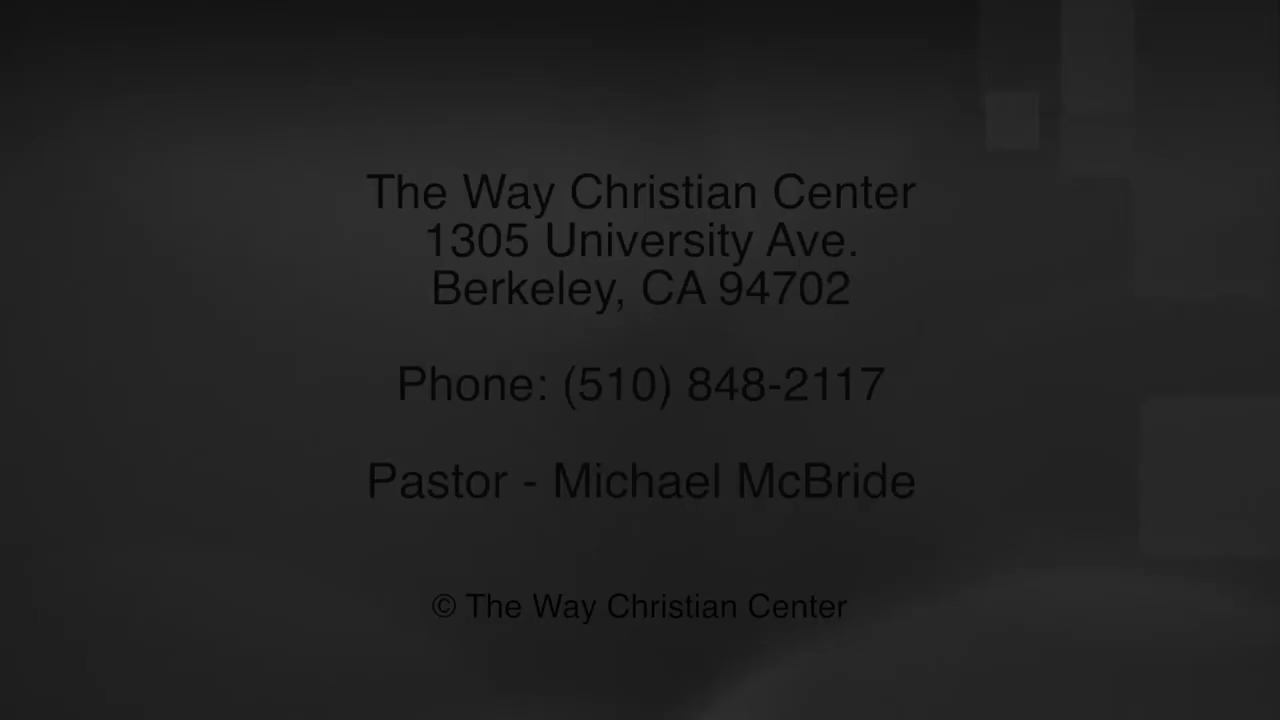 The Way Christian Center
1305 University Ave.
Berkeley, CA 94702
Phone: (510) 848-2117
Pastor - Michael McBride
© The Way Christian Center